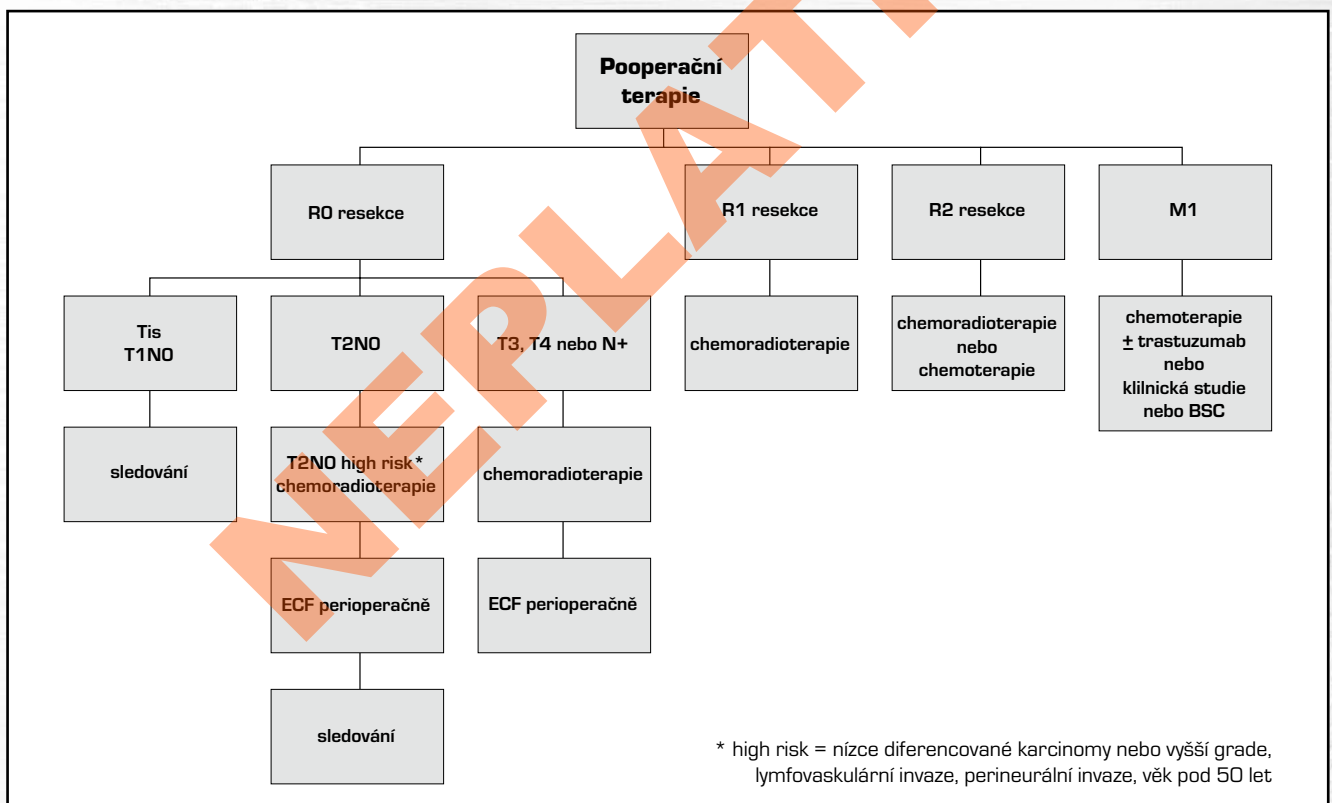 Pooperační
terapie
R0 resekce
R1 resekce
R2 resekce
M1
Tis
T1N0
T2N0
T3, T4 nebo N+
chemoradioterapie
chemoradioterapie
nebo
chemoterapie
chemoterapie
± trastuzumab
nebo
klilnická studie
nebo BSC
sledování
T2N0 high risk*
chemoradioterapie
chemoradioterapie
ECF perioperačně
ECF perioperačně
sledování
* high risk = nízce diferencované karcinomy nebo vyšší grade,
lymfovaskulární invaze, perineurální invaze, věk pod 50 let
NEPLAT